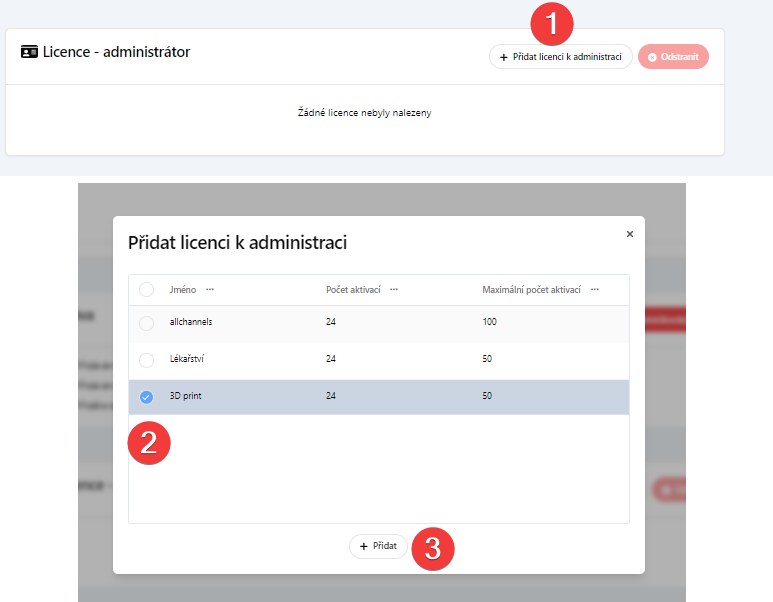 1
Licence - administrátor
+ Přidat licenci k administraci
Odstranit
Žádné licence nebyly nalezeny
Přidat licenci k administraci
×
Jméno ··· Počet aktivací ··· Maximální počet aktivací ···
allchannels 24 100
Lékařství 24 50
3D print 24 50
2
+ Přidat
3